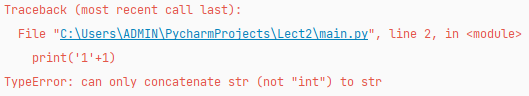 Traceback (most recent call last):
File "C:\Users\ADMIN\PycharmProjects\Lect2\main.py", line 2, in <module>
print('1'+1)
TypeError: can only concatenate str (not "int") to str